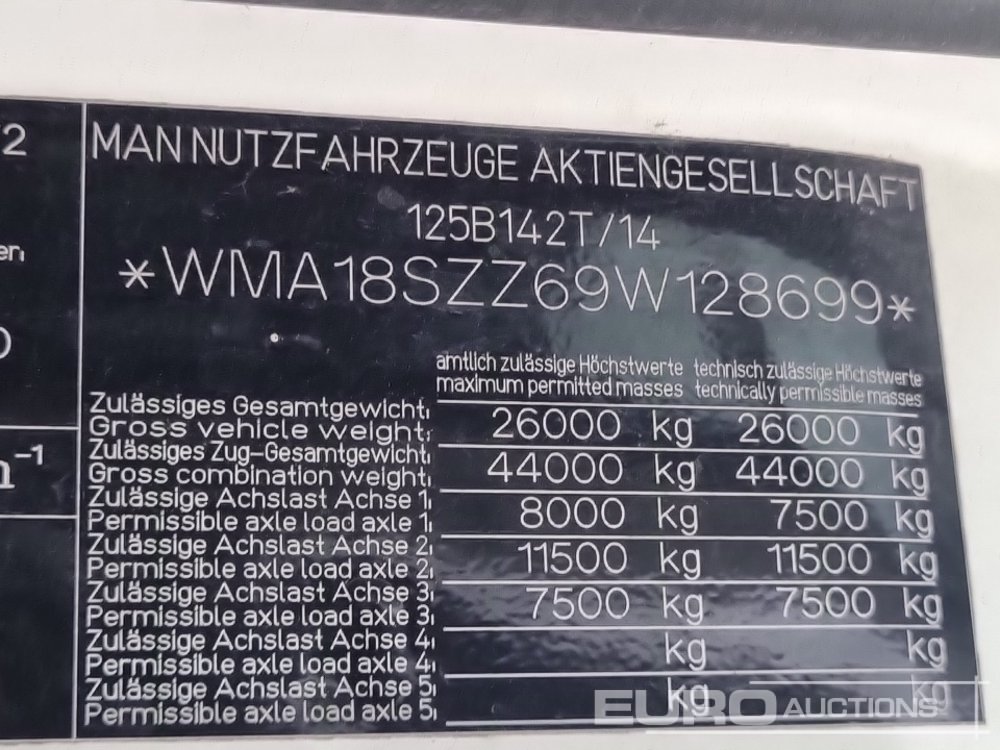 /2
MAN NUTZFAHRZEUGE AKTIENGESELLSCHAFT
125B142T/14
*WMA18SZZ69W128699*
amtlich zulässige Höchstwerte technisch zulässige Höchstwerte
maximum permitted masses technically permissible masses
Zulässiges Gesamtgewicht:
Gross vehicle weight: 26000 kg 26000 kg
Zulässiges Zug-Gesamtgewicht:
Gross combination weight: 44000 kg 44000 kg
Zulässige Achslast Achse 1:
Permissible axle load axle 1: 8000 kg 7500 kg
Zulässige Achslast Achse 2:
Permissible axle load axle 2: 11500 kg 11500 kg
Zulässige Achslast Achse 3:
Permissible axle load axle 3: 7500 kg 7500 kg
Zulässige Achslast Achse 4:
Permissible axle load axle 4: kg kg
Zulässige Achslast Achse 5:
Permissible axle load axle 5: kg kg
EURO AUCTIONS